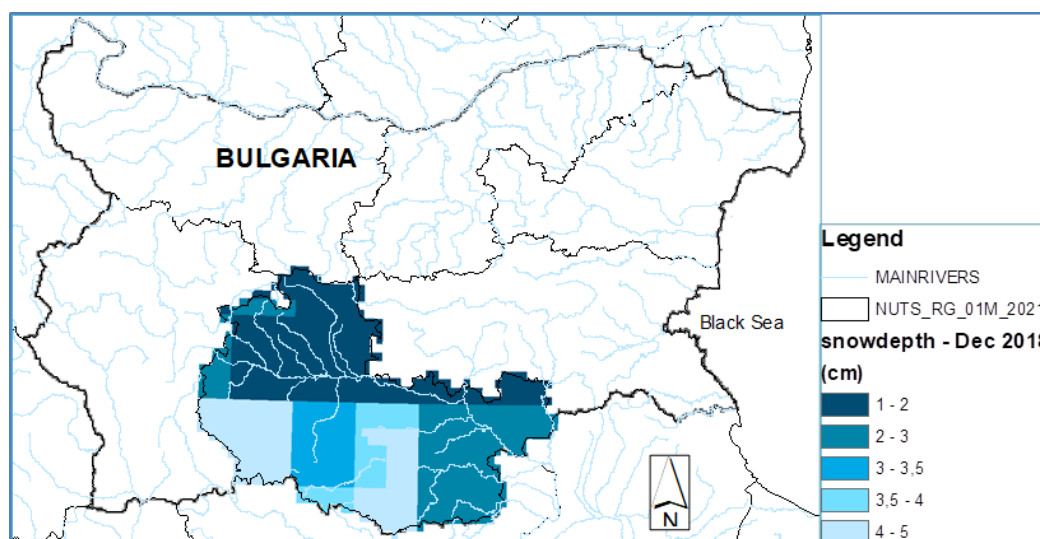 BULGARIA
Black Sea
Legend
MAINRIVERS
NUTS_RG_01M_2021
snowdepth - Dec 2018
(cm)
1 - 2
2 - 3
3 - 3,5
3,5 - 4
4 - 5
N